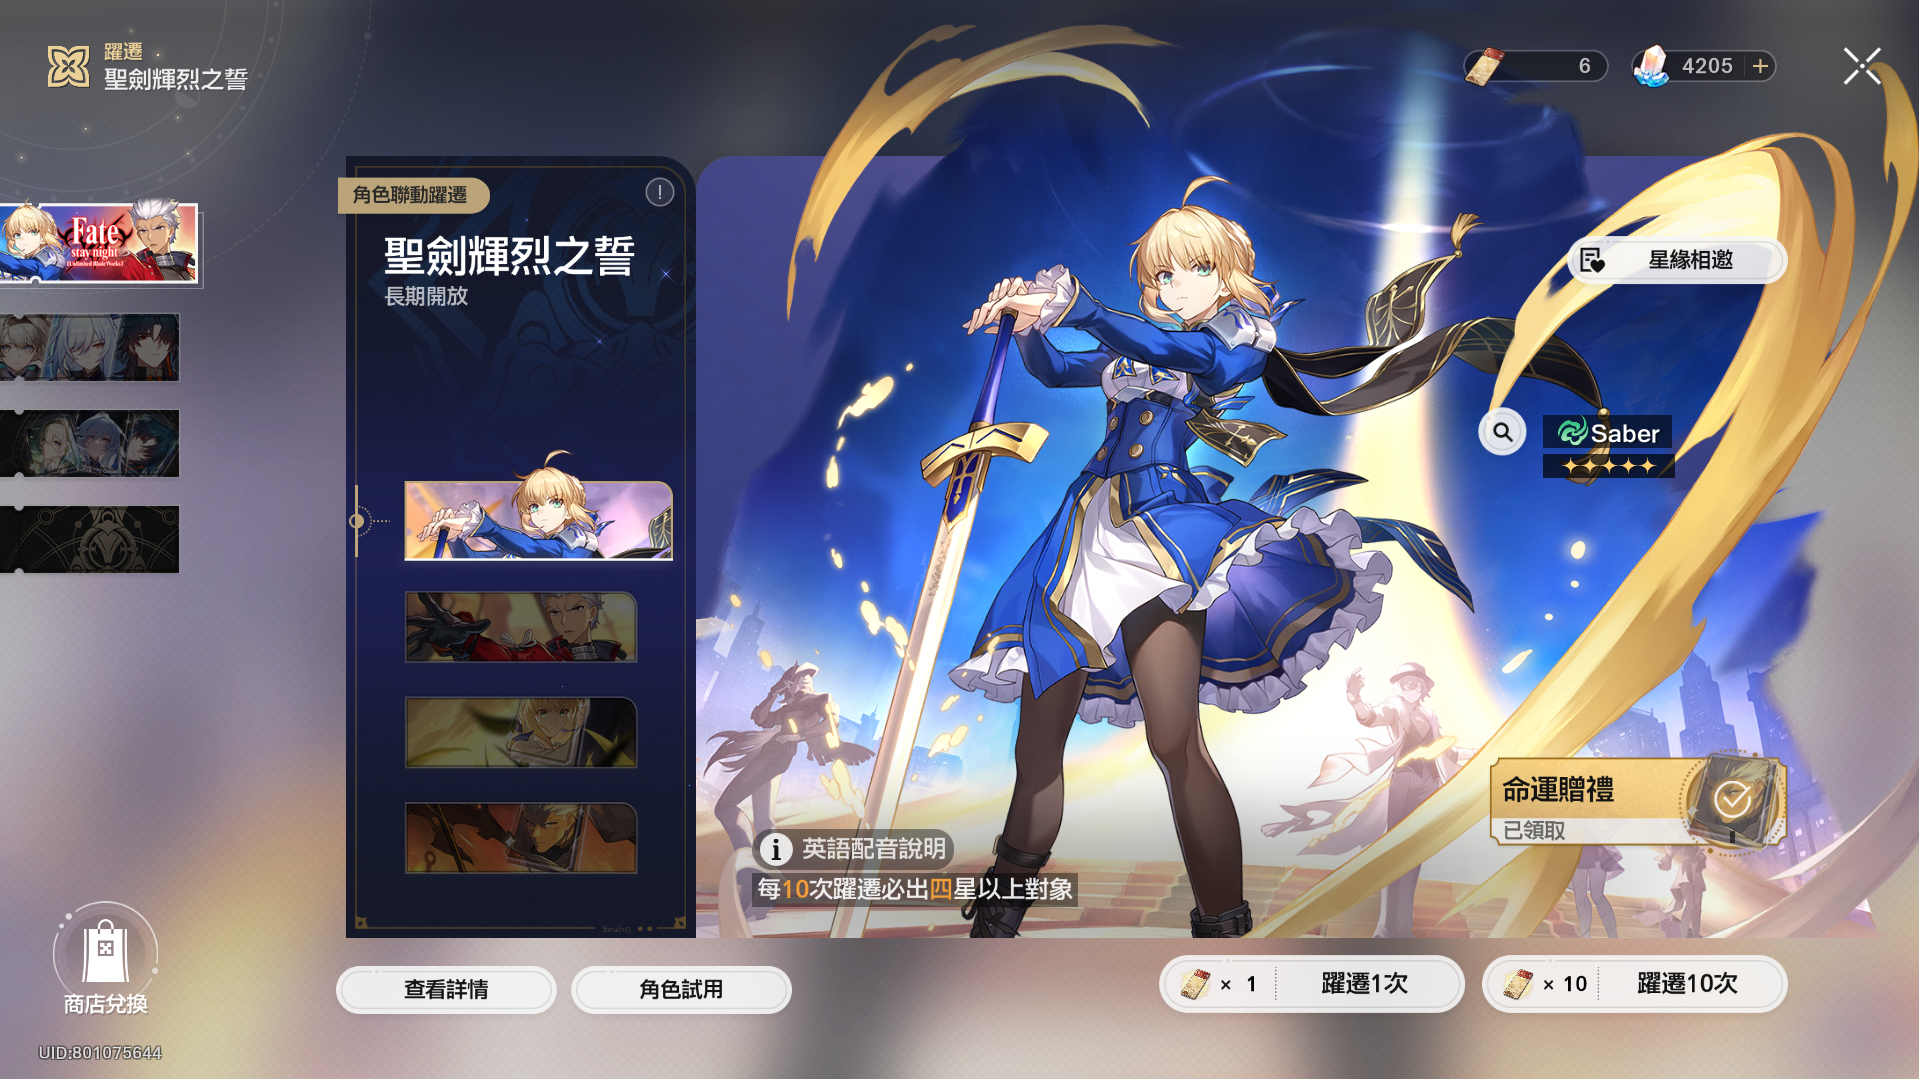 躍遷
聖劍輝烈之誓
6
4205
角色聯動躍遷
聖劍輝烈之誓
長期開放
Fate
stay night
[Unlimited Blade Works]
星緣相邀
Saber
命運贈禮
已領取
英語配音說明
每10次躍遷必出四星以上對象
商店兌換
查看詳情
角色試用
× 1 躍遷1次
× 10 躍遷10次
UID:801075644